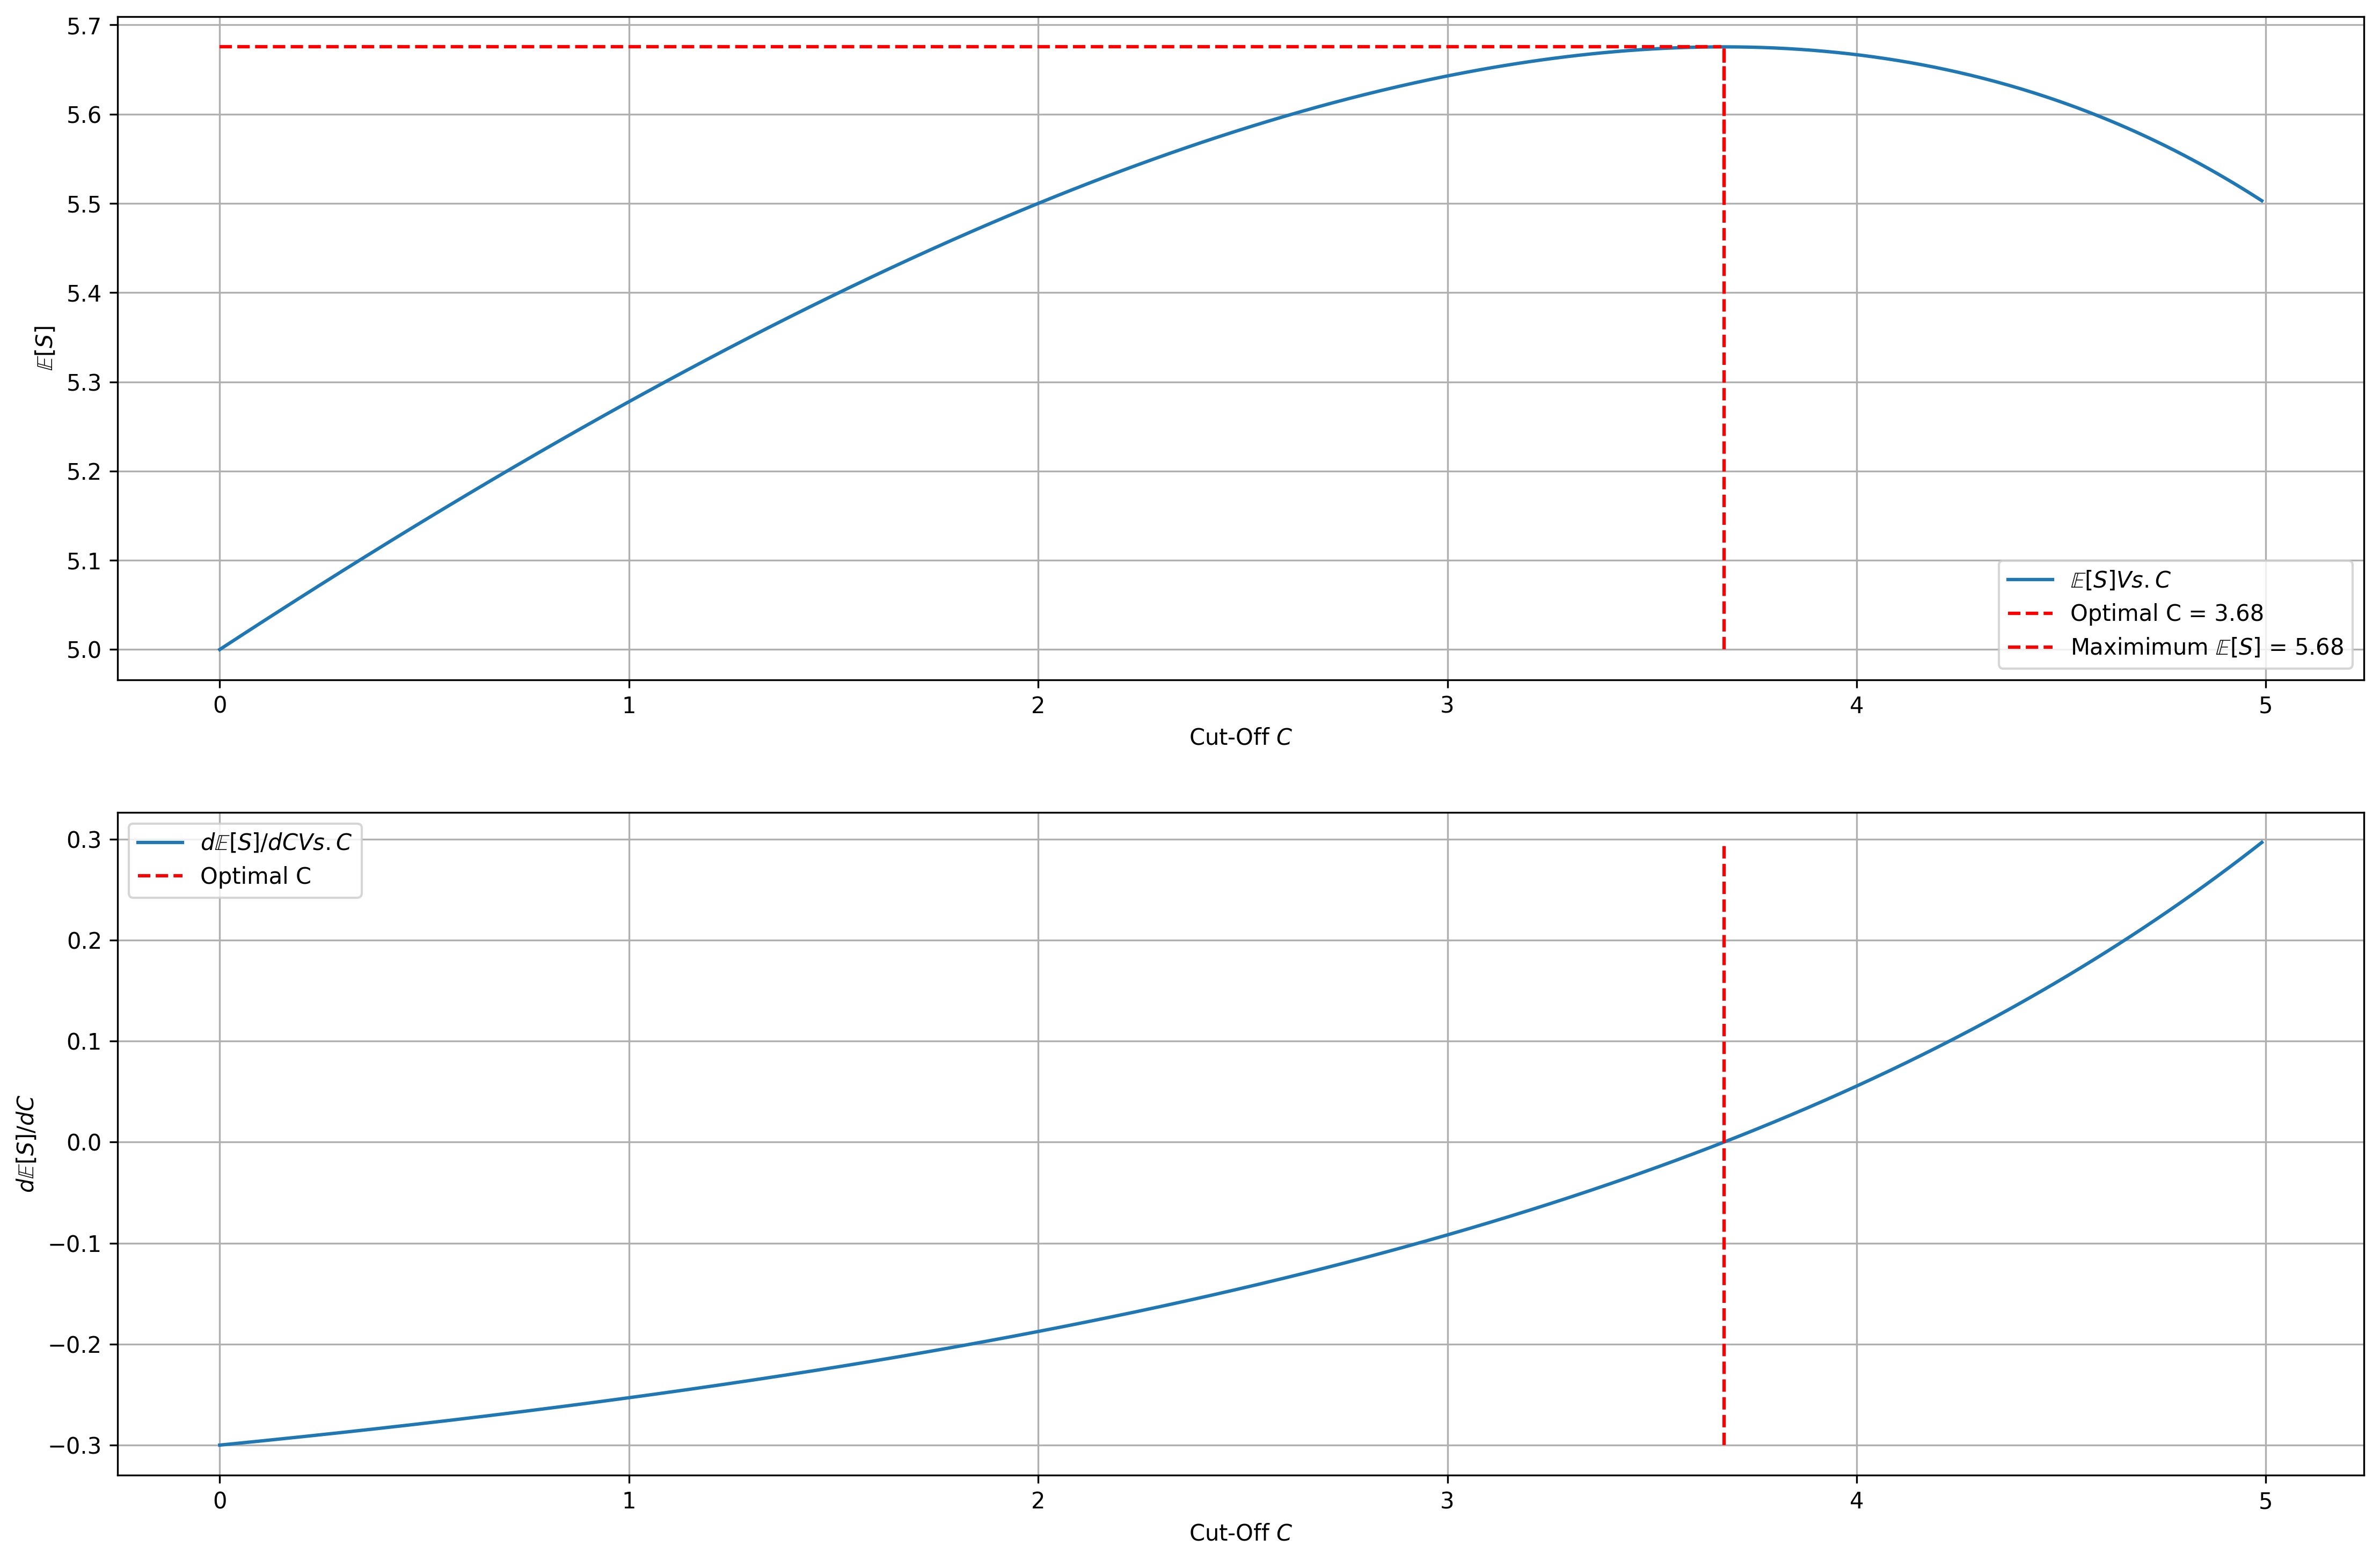 5.7
5.6
5.5
5.4
5.3
5.2
5.1
5.0
𝔼[S]
0 1 2 3 4 5
Cut-Off C
𝔼[S]Vs.C
Optimal C = 3.68
Maximimum 𝔼[S] = 5.68
0.3
0.2
0.1
0.0
−0.1
−0.2
−0.3
d𝔼[S]/dC
d𝔼[S]/dCVs.C
Optimal C
0 1 2 3 4 5
Cut-Off C